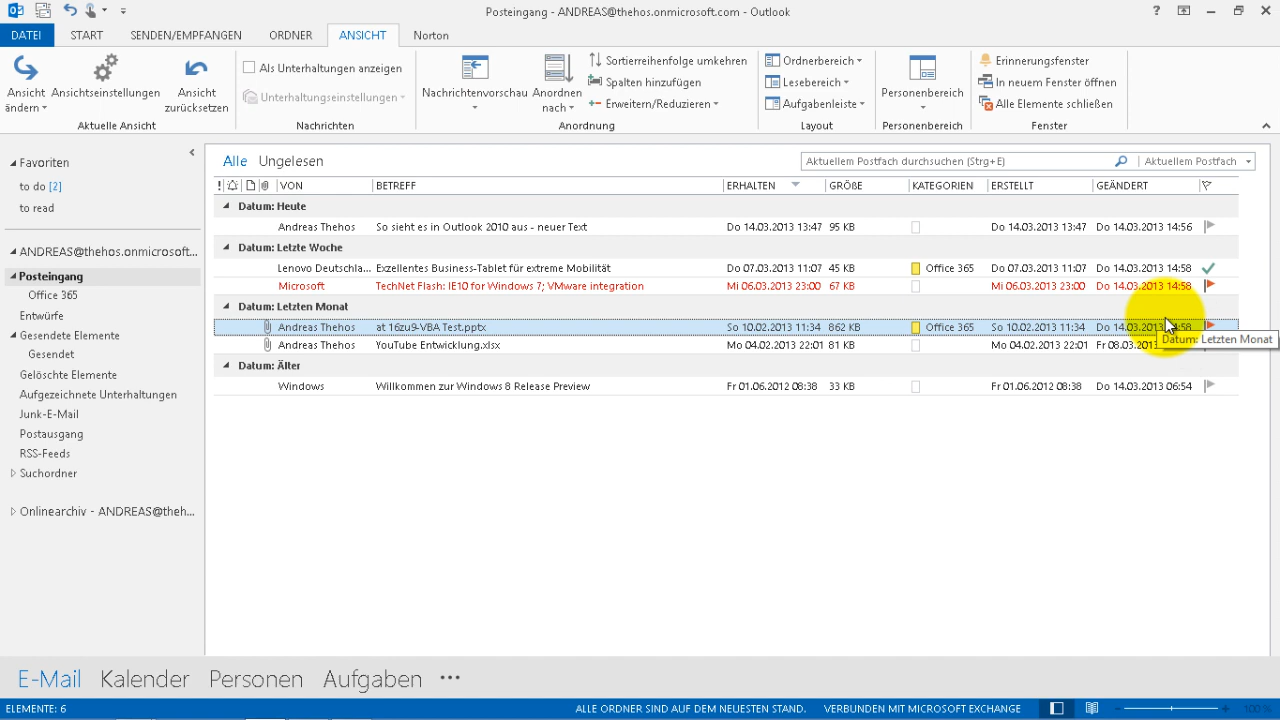 Posteingang - ANDREAS@thehos.onmicrosoft.com - Outlook
DATEI START SENDEN/EMPFANGEN ORDNER ANSICHT Norton
Ansicht ändern
Ansichtseinstellungen
Ansicht zurücksetzen
Aktuelle Ansicht
Als Unterhaltungen anzeigen
Unterhaltungseinstellungen
Nachrichten
Nachrichtenvorschau
Anordnen nach
Sortierreihenfolge umkehren
Spalten hinzufügen
Erweitern/Reduzieren
Anordnung
Ordnerbereich
Lesebereich
Aufgabenleiste
Layout
Personenbereich
Personenbereich
Erinnerungsfenster
In neuem Fenster öffnen
Alle Elemente schließen
Fenster
Favoriten
to do [2]
to read
ANDREAS@thehos.onmicrosoft...
Posteingang
Office 365
Entwürfe
Gesendete Elemente
Gesendet
Gelöschte Elemente
Aufgezeichnete Unterhaltungen
Junk-E-Mail
Postausgang
RSS-Feeds
Suchordner
Onlinearchiv - ANDREAS@theh...
Alle Ungelesen
Aktuellem Postfach durchsuchen (Strg+E)
Aktuellem Postfach
VON BETREFF ERHALTEN GRÖßE KATEGORIEN ERSTELLT GEÄNDERT
Datum: Heute
Andreas Thehos So sieht es in Outlook 2010 aus - neuer Text Do 14.03.2013 13:47 95 KB Do 14.03.2013 13:47 Do 14.03.2013 14:56
Datum: Letzte Woche
Lenovo Deutschla... Exzellentes Business-Tablet für extreme Mobilität Do 07.03.2013 11:07 45 KB Office 365 Do 07.03.2013 11:07 Do 14.03.2013 14:58
Microsoft TechNet Flash: IE10 for Windows 7; VMware integration Mi 06.03.2013 23:00 67 KB Mi 06.03.2013 23:00 Do 14.03.2013 14:58
Datum: Letzten Monat
Andreas Thehos at 16zu9-VBA Test.pptx So 10.02.2013 11:34 862 KB Office 365 So 10.02.2013 11:34 Do 14.03.2013 14:58
Andreas Thehos YouTube Entwicklung.xlsx Mo 04.02.2013 22:01 81 KB Mo 04.02.2013 22:01 Fr 08.03.2013
Datum: Letzten Monat
Datum: Älter
Windows Willkommen zur Windows 8 Release Preview Fr 01.06.2012 08:38 33 KB Fr 01.06.2012 08:38 Do 14.03.2013 06:54
E-Mail Kalender Personen Aufgaben
ELEMENTE: 6
ALLE ORDNER SIND AUF DEM NEUESTEN STAND. VERBUNDEN MIT MICROSOFT EXCHANGE 100 %